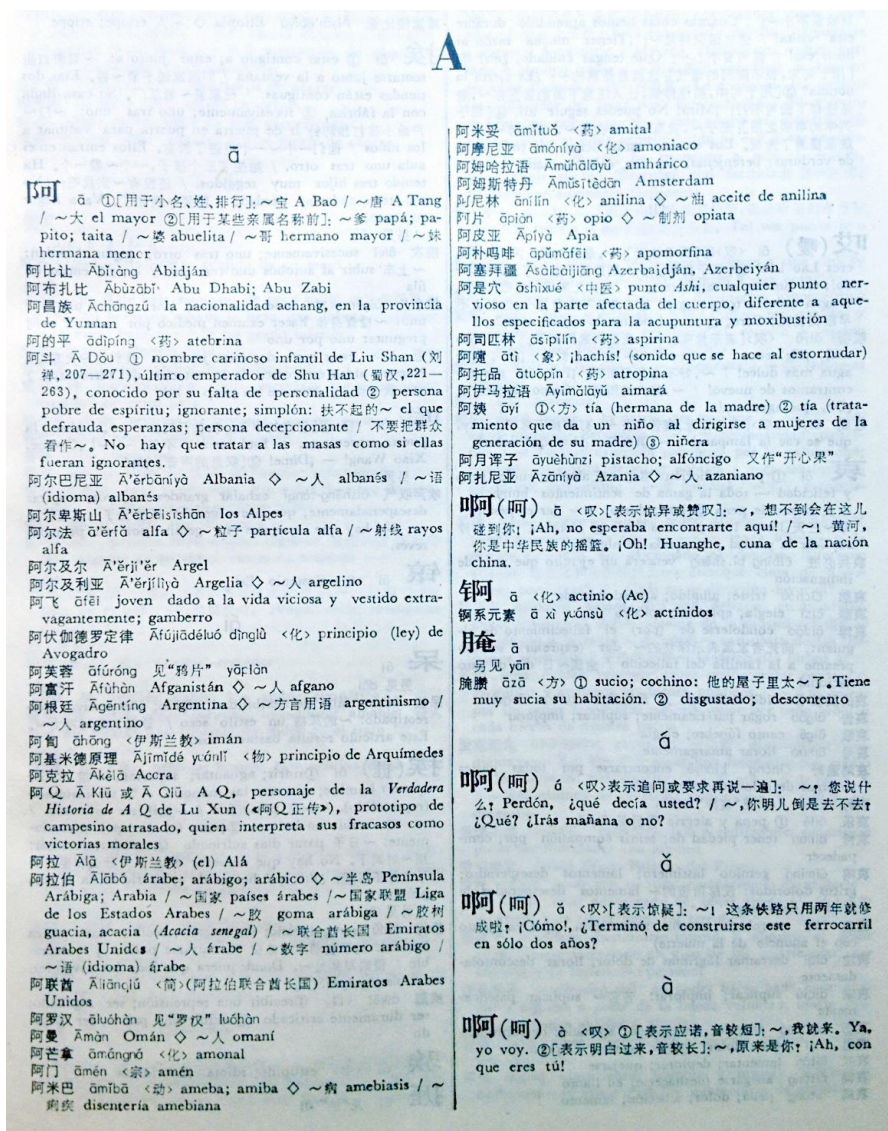 A
ā
阿 ā ①[用于小名、姓、排行]:～宝 A Bao / ～唐 A Tang
/ ～大 el mayor ②[用于某些亲属名称前]:～爹 papá; pa-
pito; taita / ～婆 abuelita / ～哥 hermano mayor / ～妹
hermana menor
阿比让 Ābǐràng Abidján
阿布扎比 Ābùzābǐ Abu Dhabi; Abu Zabi
阿昌族 Āchāngzú la nacionalidad achang, en la provincia
de Yunnan
阿的平 ādìpíng <药> atebrina
阿斗 Ā Dǒu ① nombre cariñoso infantil de Liu Shan (刘
禅, 207—271), último emperador de Shu Han (蜀汉, 221—
263), conocido por su falta de personalidad ② persona
pobre de espíritu; ignorante; simplón: 扶不起的～ el que
defrauda esperanzas; persona decepcionante / 不要把群众
看作～。No hay que tratar a las masas como si ellas
fueran ignorantes.
阿尔巴尼亚 Ā'ěrbāníyà Albania ◇ ～人 albanés / ～语
(idioma) albanés
阿尔卑斯山 Ā'ěrbēisīshān los Alpes
阿尔法 ā'ěrfǎ alfa ◇ ～粒子 partícula alfa / ～射线 rayos
alfa
阿尔及尔 Ā'ěrjí'ěr Argel
阿尔及利亚 Ā'ěrjílìyà Argelia ◇ ～人 argelino
阿飞 āfēi joven dado a la vida viciosa y vestido extra-
vagantemente; gamberro
阿伏伽德罗定律 Āfújiādéluó dìnglǜ <化> principio (ley) de
Avogadro
阿芙蓉 āfúróng 见“鸦片” yāpiàn
阿富汗 Āfùhàn Afganistán ◇ ～人 afgano
阿根廷 Āgēntíng Argentina ◇ ～方言用语 argentinismo /
～人 argentino
阿訇 āhōng <伊斯兰教> imán
阿基米德原理 Ājīmǐdé yuánlǐ <物> principio de Arquímedes
阿克拉 Ākèlā Accra
阿Q Ā Kiū 或 Ā Qiū A Q, personaje de la Verdadera
Historia de A Q de Lu Xun (《阿Q正传》), prototipo de
campesino atrasado, quien interpreta sus fracasos como
victorias morales
阿拉 Ālā <伊斯兰教> (el) Alá
阿拉伯 Ālābó árabe; arábigo; arábico ◇ ～半岛 Península
Arábiga; Arabia / ～国家 países árabes / ～国家联盟 Liga
de los Estados Arabes / ～胶 goma arábiga / ～胶树
guacia, acacia (Acacia senegal) / ～联合酋长国 Emiratos
Arabes Unidos / ～人 árabe / ～数字 número arábigo /
～语 (idioma) árabe
阿联酋 Āliánqiú <简>(阿拉伯联合酋长国) Emiratos Arabes
Unidos
阿罗汉 āluóhàn 见“罗汉” luóhàn
阿曼 Āmàn Omán ◇ ～人 omaní
阿芒拿 āmángná <化> amonal
阿门 āmén <宗> amén
阿米巴 āmǐbā <动> ameba; amiba ◇ ～病 amebiasis / ～
痢疾 disentería amebiana
阿米妥 āmǐtuǒ <药> amital
阿摩尼亚 āmóníyà <化> amoniaco
阿姆哈拉语 Āmǔhālāyǔ amhárico
阿姆斯特丹 Āmǔsītèdān Amsterdam
阿尼林 ānílín <化> anilina ◇ ～油 aceite de anilina
阿片 āpiàn <药> opio ◇ ～制剂 opiata
阿皮亚 Āpíyà Apia
阿朴吗啡 āpǔmǎfēi <药> apomorfina
阿塞拜疆 Āsàibàijiāng Azerbaidján, Azerbeiyán
阿是穴 āshìxué <中医> punto Ashi, cualquier punto ner-
vioso en la parte afectada del cuerpo, diferente a aque-
llos especificados para la acupuntura y moxibustión
阿司匹林 āsīpǐlín <药> aspirina
阿嚏 ātì <象> ¡hachís! (sonido que se hace al estornudar)
阿托品 ātuōpǐn <药> atropina
阿伊马拉语 Āyīmǎlāyǔ aimará
阿姨 āyí ①<方> tía (hermana de la madre) ② tía (trata-
miento que da un niño al dirigirse a mujeres de la
generación de su madre) ③ niñera
阿月浑子 āyuèhúnzi pistacho; alfóncigo 又作“开心果”
阿扎尼亚 Āzāníyà Azania ◇ ～人 azaniano
啊(呵) ā <叹>[表示惊异或赞叹]: ～, 想不到会在这儿
碰到你! ¡Ah, no esperaba encontrarte aquí! / ～! 黄河,
你是中华民族的摇篮。¡Oh! Huanghe, cuna de la nación
china.
锕 ā <化> actinio (Ac)
锕系元素 ā xì yuánsù <化> actínidos
腌 ā
另见 yān
腌臜 āzā <方> ① sucio; cochino: 他的屋子里太～了。Tiene
muy sucia su habitación. ② disgustado; descontento
á
啊(呵) á <叹>表示追问或要求再说一遍]: ～? 您说什
么? Perdón, ¿qué decía usted? / ～, 你明儿倒是去不去?
¿Qué? ¿Irás mañana o no?
ǎ
啊(呵) ǎ <叹>[表示惊疑]: ～! 这条铁路只用两年就修
成啦? ¡Cómo!, ¿Terminó de construirse este ferrocarril
en sólo dos años?
à
啊(呵) à <叹> ①[表示应诺,音较短]: ～, 我就来。Ya,
yo voy. ②[表示明白过来,音较长]: ～, 原来是你? ¡Ah, con
que eres tú!